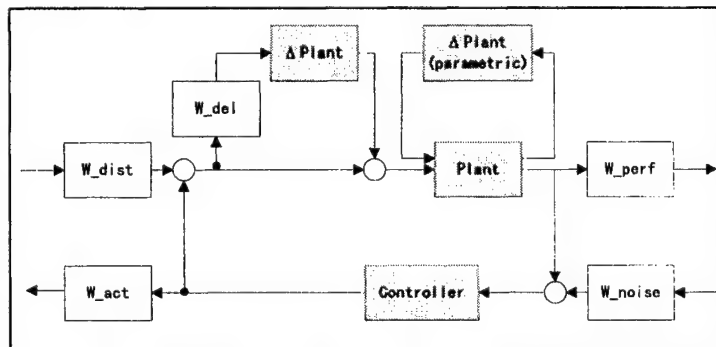 Δ Plant
Δ Plant
(parametric)
W_del
W_dist
Plant
W_perf
W_act
Controller
W_noise